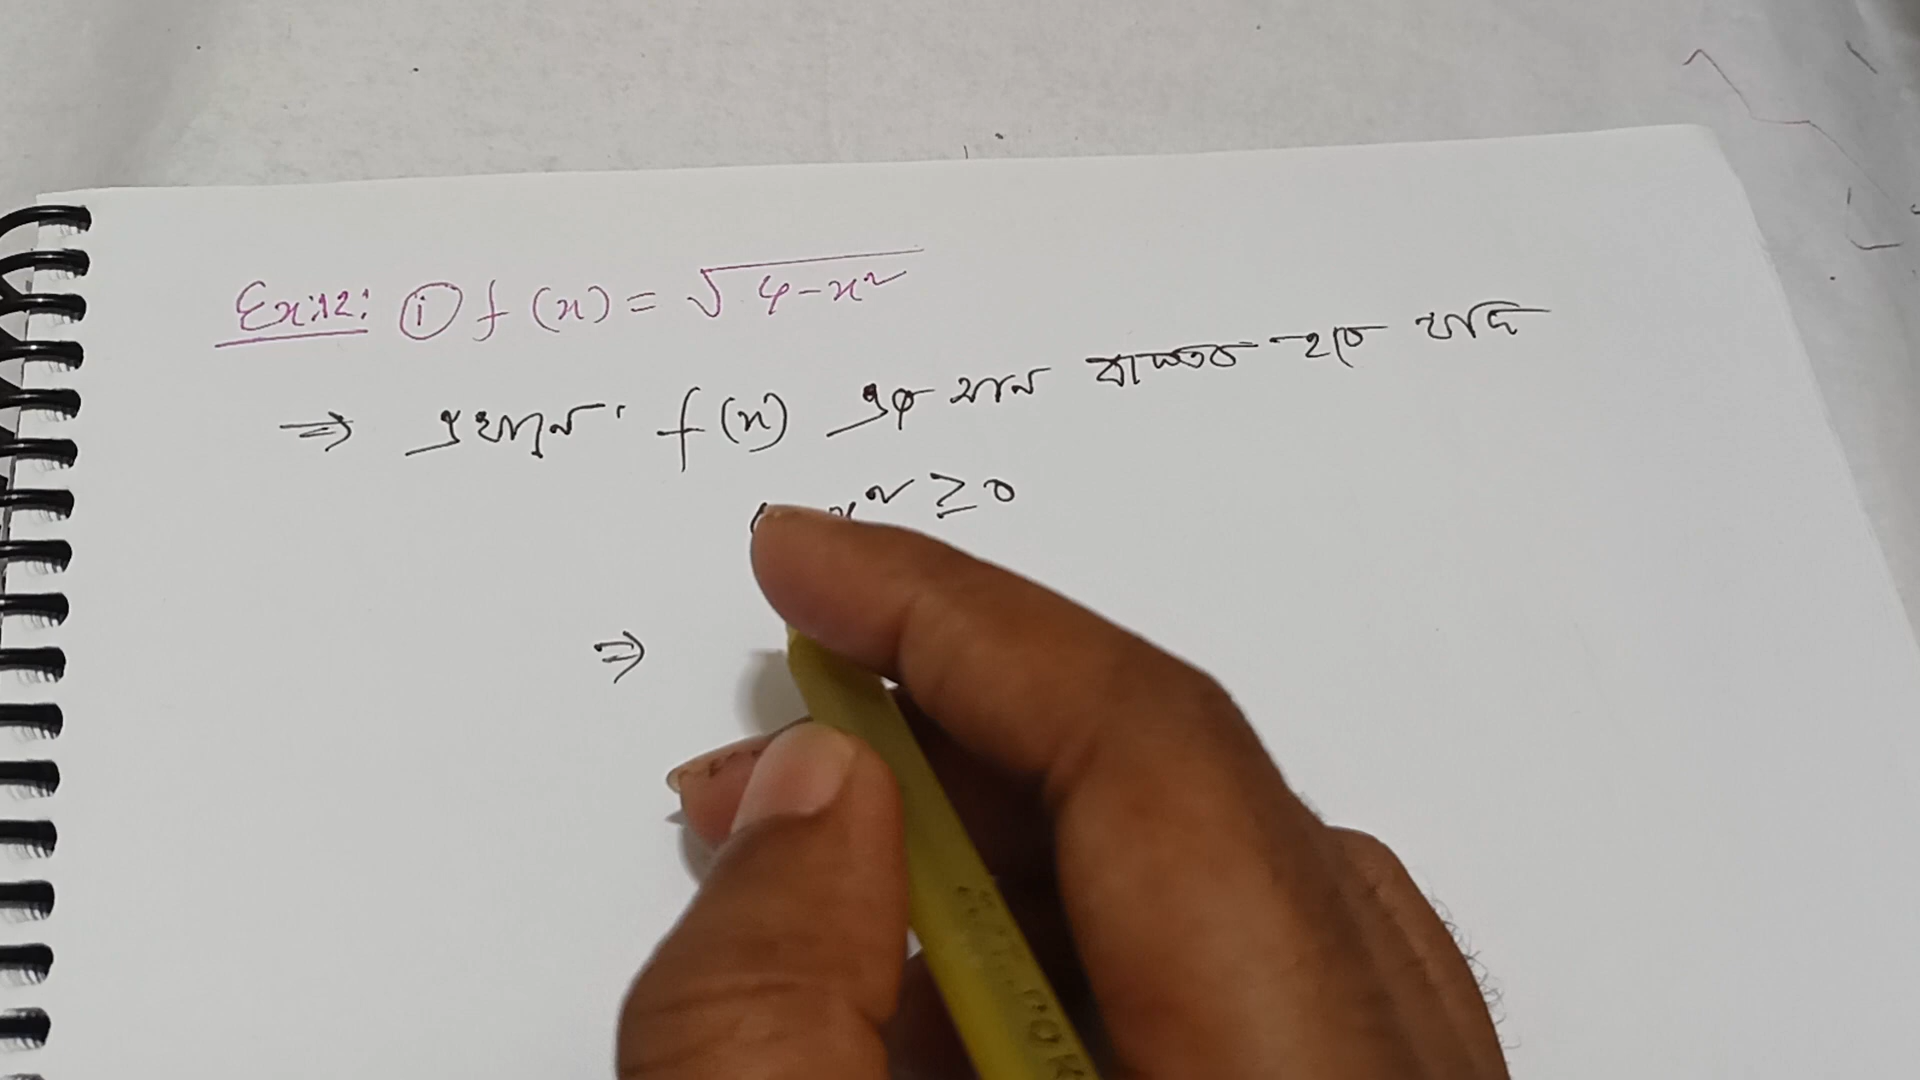 Ex:12: ⓘ f(x) = √4-x²
⇒ এখানে f(x) এর মান বাস্তব হবে যদি
x² ≥ 0
⇒